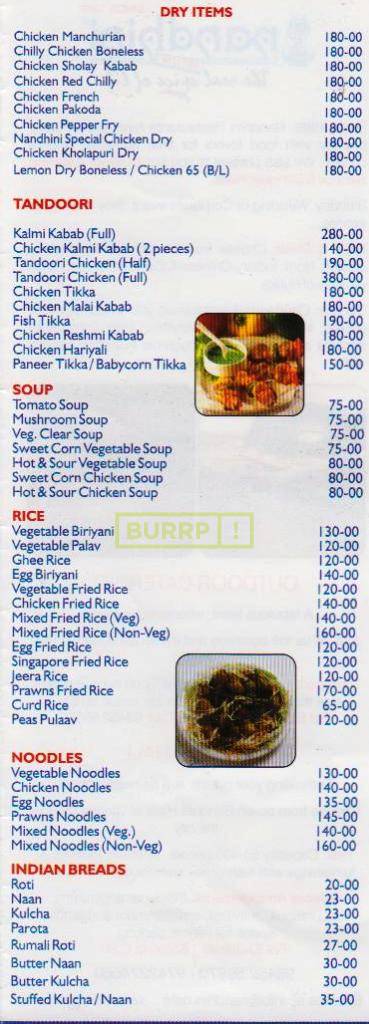 DRY ITEMS
Chicken Manchurian 180-00
Chilly Chicken Boneless 180-00
Chicken Sholay Kabab 180-00
Chicken Red Chilly 180-00
Chicken French 180-00
Chicken Pakoda 180-00
Chicken Pepper Fry 180-00
Nandhini Special Chicken Dry 180-00
Chicken Kholapuri Dry 180-00
Lemon Dry Boneless / Chicken 65 (B/L) 180-00
TANDOORI
Kalmi Kabab (Full) 280-00
Chicken Kalmi Kabab ( 2 pieces) 140-00
Tandoori Chicken (Half) 190-00
Tandoori Chicken (Full) 380-00
Chicken Tikka 180-00
Chicken Malai Kabab 180-00
Fish Tikka 190-00
Chicken Reshmi Kabab 180-00
Chicken Hariyali 180-00
Paneer Tikka / Babycorn Tikka 150-00
SOUP
Tomato Soup 75-00
Mushroom Soup 75-00
Veg. Clear Soup 75-00
Sweet Corn Vegetable Soup 75-00
Hot & Sour Vegetable Soup 80-00
Sweet Corn Chicken Soup 80-00
Hot & Sour Chicken Soup 80-00
RICE
BURRP !
Vegetable Biriyani 130-00
Vegetable Palav 120-00
Ghee Rice 120-00
Egg Biriyani 140-00
Vegetable Fried Rice 120-00
Chicken Fried Rice 140-00
Mixed Fried Rice (Veg) 140-00
Mixed Fried Rice (Non-Veg) 160-00
Egg Fried Rice 120-00
Singapore Fried Rice 120-00
Jeera Rice 120-00
Prawns Fried Rice 170-00
Curd Rice 65-00
Peas Pulaav 120-00
NOODLES
Vegetable Noodles 130-00
Chicken Noodles 140-00
Egg Noodles 135-00
Prawns Noodles 145-00
Mixed Noodles (Veg.) 140-00
Mixed Noodles (Non-Veg) 160-00
INDIAN BREADS
Roti 20-00
Naan 23-00
Kulcha 23-00
Parota 23-00
Rumali Roti 27-00
Butter Naan 30-00
Butter Kulcha 30-00
Stuffed Kulcha / Naan 35-00